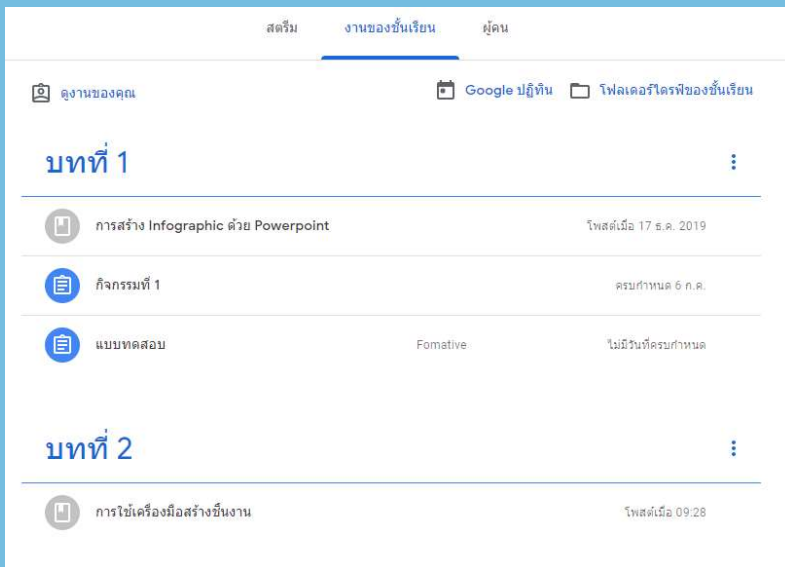 สตรีม งานของชั้นเรียน ผู้คน
ดูงานของคุณ Google ปฏิทิน โฟลเดอร์ไดรฟ์ของชั้นเรียน
บทที่ 1
การสร้าง Infographic ด้วย Powerpoint โพสต์เมื่อ 17 ธ.ค. 2019
กิจกรรมที่ 1 ครบกำหนด 6 ก.ค.
แบบทดสอบ Fomative ไม่มีวันที่ครบกำหนด
บทที่ 2
การใช้เครื่องมือสร้างชิ้นงาน โพสต์เมื่อ 09:28